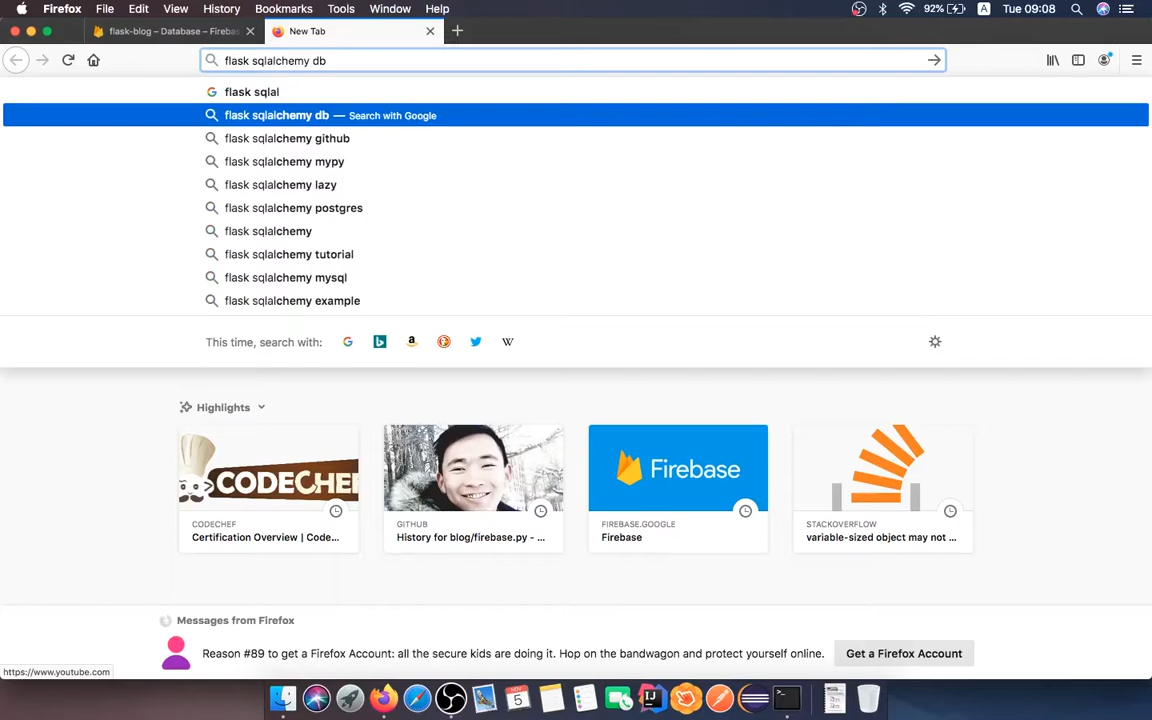 Firefox File Edit View History Bookmarks Tools Window Help 92% A Tue 09:08
flask-blog – Database – Firebas New Tab
flask sqlalchemy db
flask sqlal
flask sqlalchemy db — Search with Google
flask sqlalchemy github
flask sqlalchemy mypy
flask sqlalchemy lazy
flask sqlalchemy postgres
flask sqlalchemy
flask sqlalchemy tutorial
flask sqlalchemy mysql
flask sqlalchemy example
This time, search with: G b a W
Highlights
CODECHEF
Firebase
CODECHEF
Certification Overview | Code...
GITHUB
History for blog/firebase.py - ...
FIREBASE.GOOGLE
Firebase
STACKOVERFLOW
variable-sized object may not ...
Messages from Firefox
Reason #89 to get a Firefox Account: all the secure kids are doing it. Hop on the bandwagon and protect yourself online.
Get a Firefox Account
https://www.youtube.com
NOV
5